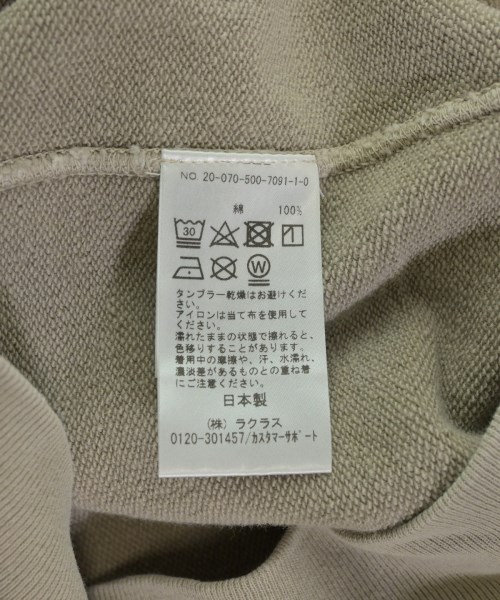 NO. 20-070-500-7091-1-0
綿 100%
30
W
タンブラー乾燥はお避けくだ
さい。
アイロンは当て布を使用して
ください。
濡れたままの状態で擦れると、
色移りすることがあります。
着用中の摩擦や、汗、水濡れ、
濃淡差があるものとの重ね着
にご注意ください。
日本製
(株) ラクラス
0120-301457/カスタマーサポート